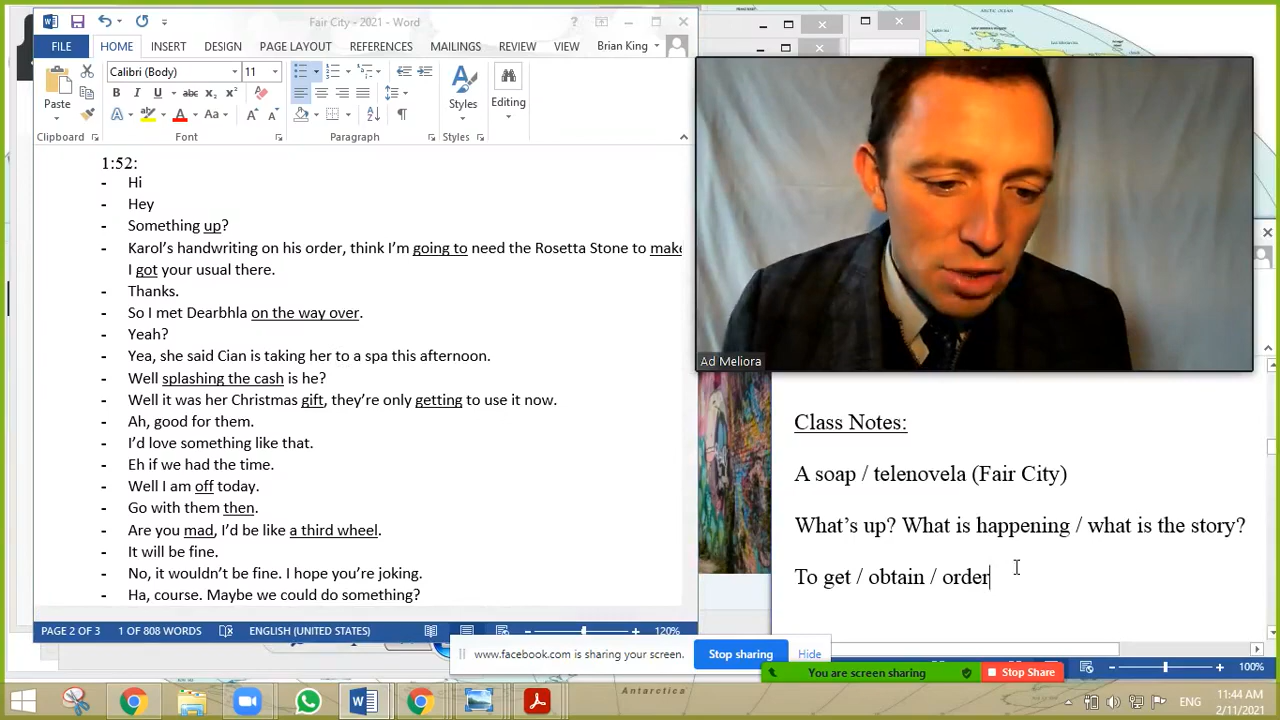 Fair City - 2021 - Word
FILE HOME INSERT DESIGN PAGE LAYOUT REFERENCES MAILINGS REVIEW VIEW Brian King
Calibri (Body) 11
Paste
B I U abc x₂ x²
A Aa
Styles
Editing
Clipboard Font Paragraph Styles
1:52:
- Hi
- Hey
- Something up?
- Karol’s handwriting on his order, think I’m going to need the Rosetta Stone to make
I got your usual there.
- Thanks.
- So I met Dearbhla on the way over.
- Yeah?
- Yea, she said Cian is taking her to a spa this afternoon.
- Well splashing the cash is he?
- Well it was her Christmas gift, they’re only getting to use it now.
- Ah, good for them.
- I’d love something like that.
- Eh if we had the time.
- Well I am off today.
- Go with them then.
- Are you mad, I’d be like a third wheel.
- It will be fine.
- No, it wouldn’t be fine. I hope you’re joking.
- Ha, course. Maybe we could do something?
PAGE 2 OF 3 1 OF 808 WORDS ENGLISH (UNITED STATES) 120%
Ad Meliora
Class Notes:
A soap / telenovela (Fair City)
What’s up? What is happening / what is the story?
To get / obtain / order
www.facebook.com is sharing your screen. Stop sharing Hide
You are screen sharing Stop Share
100%
Antarctica
ENG
11:44 AM
2/11/2021